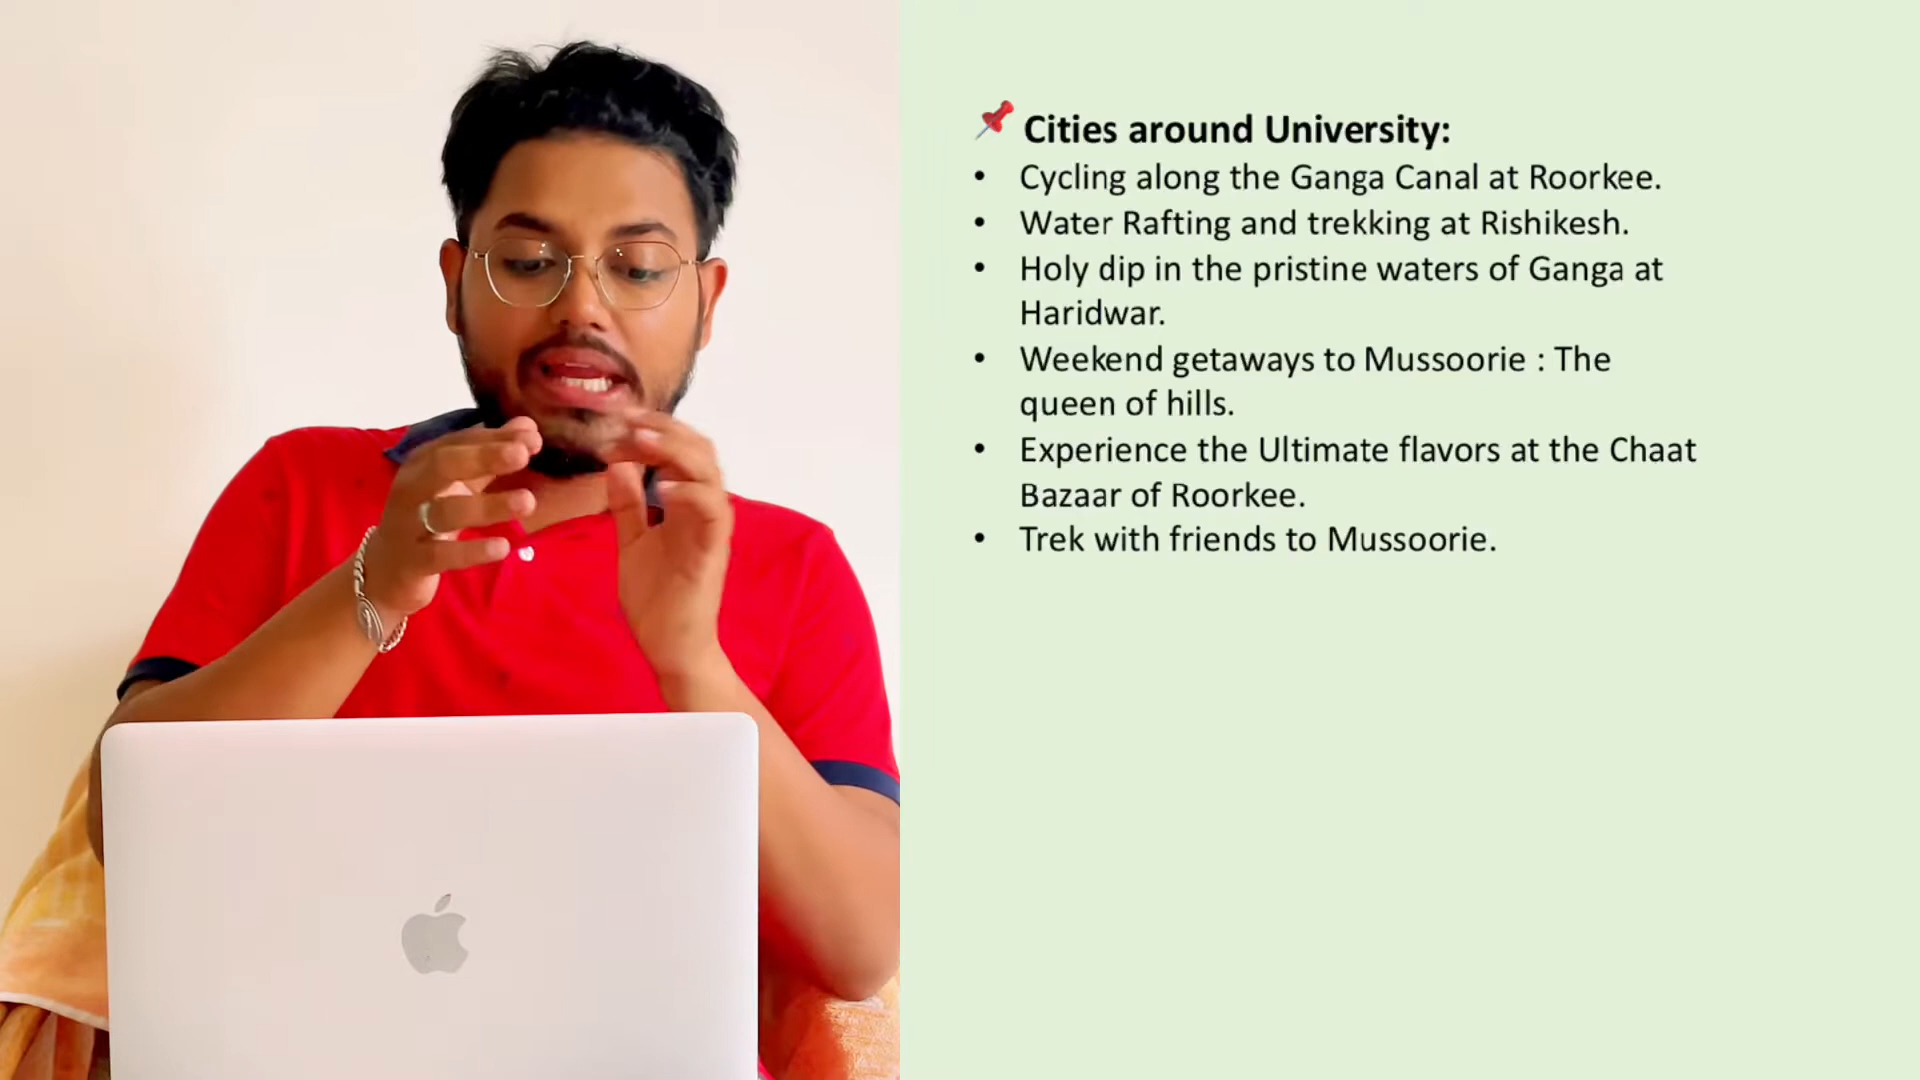 📌 Cities around University:
• Cycling along the Ganga Canal at Roorkee.
• Water Rafting and trekking at Rishikesh.
• Holy dip in the pristine waters of Ganga at
Haridwar.
• Weekend getaways to Mussoorie : The
queen of hills.
• Experience the Ultimate flavors at the Chaat
Bazaar of Roorkee.
• Trek with friends to Mussoorie.